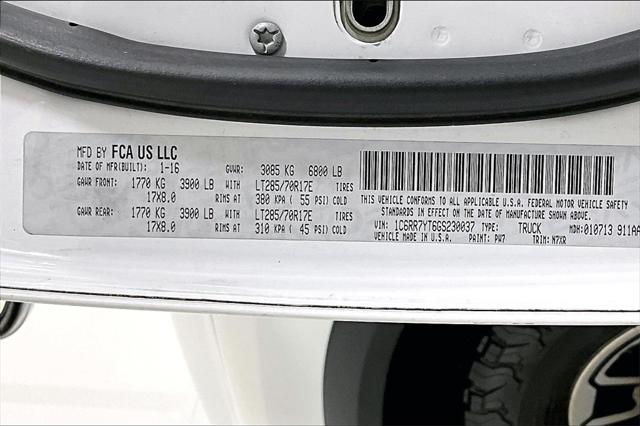 MFD BY FCA US LLC
DATE OF MFR(BUILT): 1-16 GVWR: 3085 KG 6800 LB
GAWR FRONT: 1770 KG 3900 LB WITH LT285/70R17E TIRES
17X8.0 RIMS AT 380 KPA ( 55 PSI) COLD
GAWR REAR: 1770 KG 3900 LB WITH LT285/70R17E TIRES
17X8.0 RIMS AT 310 KPA ( 45 PSI) COLD
THIS VEHICLE CONFORMS TO ALL APPLICABLE U.S.A. FEDERAL MOTOR VEHICLE SAFETY
STANDARDS IN EFFECT ON THE DATE OF MANUFACTURE SHOWN ABOVE.
VIN: 1C6RR7YT6GS230037 TYPE: TRUCK MDH:010713 911AA
VEHICLE MADE IN U.S.A. PAINT: PW7 TRIM: N7XR